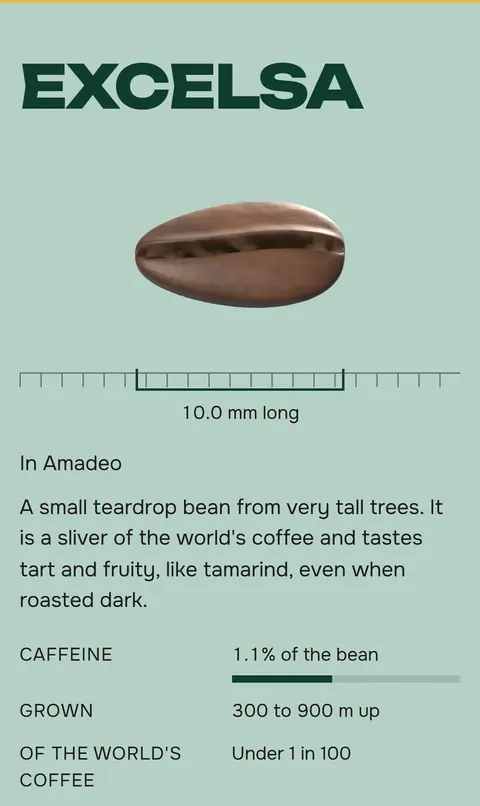 EXCELSA
10.0 mm long
In Amadeo
A small teardrop bean from very tall trees. It
is a sliver of the world's coffee and tastes
tart and fruity, like tamarind, even when
roasted dark.
CAFFEINE
1.1% of the bean
GROWN
300 to 900 m up
OF THE WORLD'S
COFFEE
Under 1 in 100